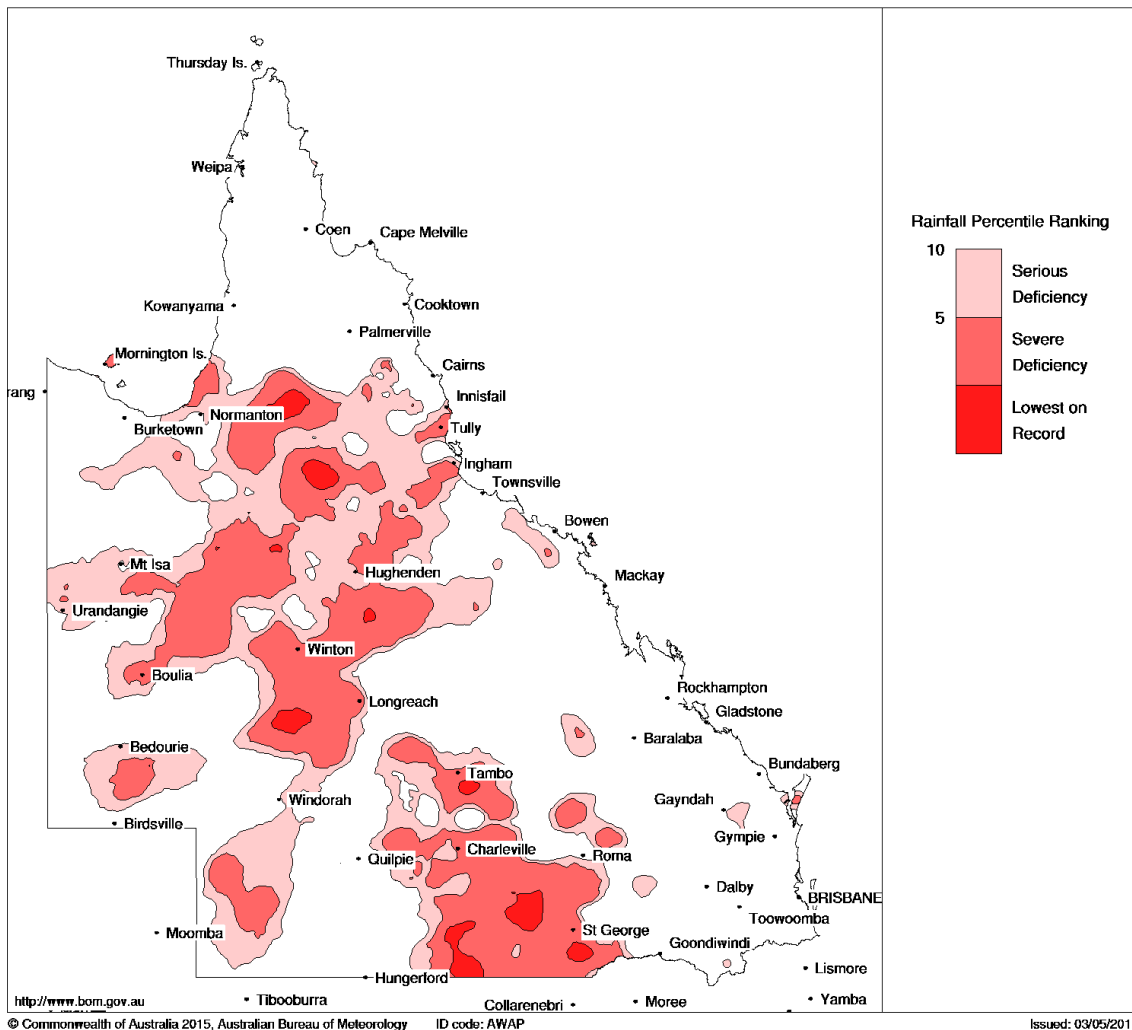 Thursday Is.
Weipa
Coen
Cape Melville
Kowanyama
Cooktown
Palmerville
Mornington Is.
Cairns
rang
Innisfail
Normanton
Burketown
Tully
Ingham
Townsville
Bowen
Mt Isa
Hughenden
Mackay
Urandangie
Winton
Boulia
Longreach
Rockhampton
Gladstone
Baralaba
Bedourie
Tambo
Bundaberg
Windorah
Gayndah
Birdsville
Gympie
Charleville
Quilpie
Roma
Dalby
BRISBANE
Toowoomba
Moomba
St George
Goondiwindi
Lismore
Hungerford
Tibooburra
Collarenebri
Moree
Yamba
Rainfall Percentile Ranking
10
Serious
Deficiency
5
Severe
Deficiency
Lowest on
Record
http://www.bom.gov.au
© Commonwealth of Australia 2015, Australian Bureau of Meteorology ID code: AWAP Issued: 03/05/201